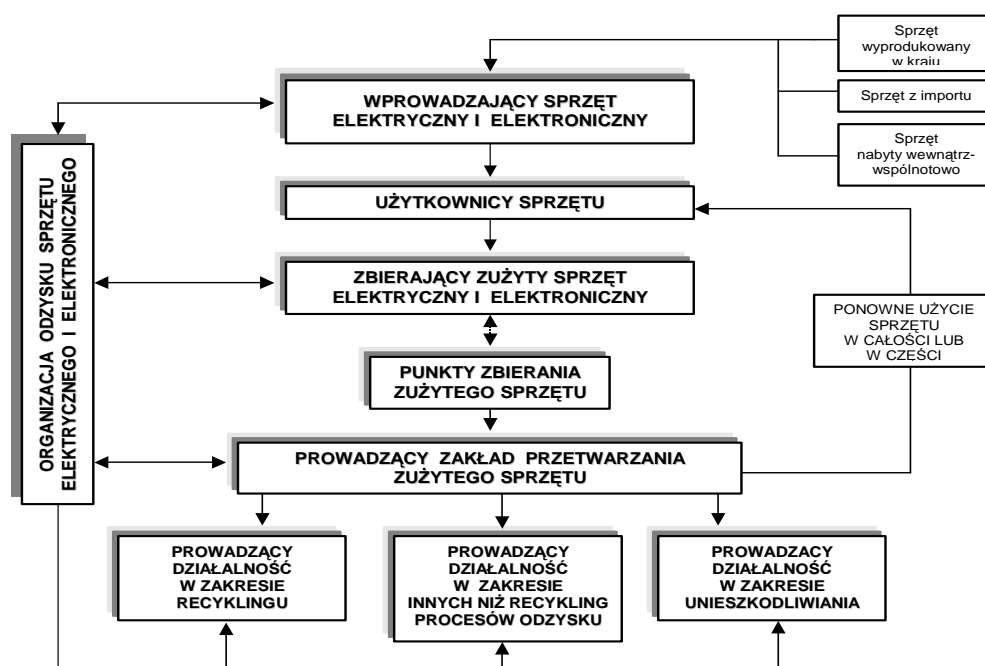 Sprzęt
wyprodukowany
w kraju
WPROWADZAJĄCY SPRZĘT
ELEKTRYCZNY I ELEKTRONICZNY
Sprzęt z importu
Sprzęt
nabyty wewnątrz-
wspólnotowo
ORGANIZACJA ODZYSKU SPRZĘTU
ELEKTRYCZNEGO I ELEKTRONICZNEGO
UŻYTKOWNICY SPRZĘTU
ZBIERAJĄCY ZUŻYTY SPRZĘT
ELEKTRYCZNY I ELEKTRONICZNY
PONOWNE UŻYCIE
SPRZĘTU
W CAŁOŚCI LUB
W CZĘŚCI
PUNKTY ZBIERANIA
ZUŻYTEGO SPRZĘTU
PROWADZĄCY ZAKŁAD PRZETWARZANIA
ZUŻYTEGO SPRZĘTU
PROWADZĄCY
DZIAŁALNOŚĆ
W ZAKRESIE
RECYKLINGU
PROWADZĄCY
DZIAŁALNOŚĆ
W ZAKRESIE
INNYCH NIŻ RECYKLING
PROCESÓW ODZYSKU
PROWADZACY
DZIAŁALNOŚĆ
W ZAKRESIE
UNIESZKODLIWIANIA